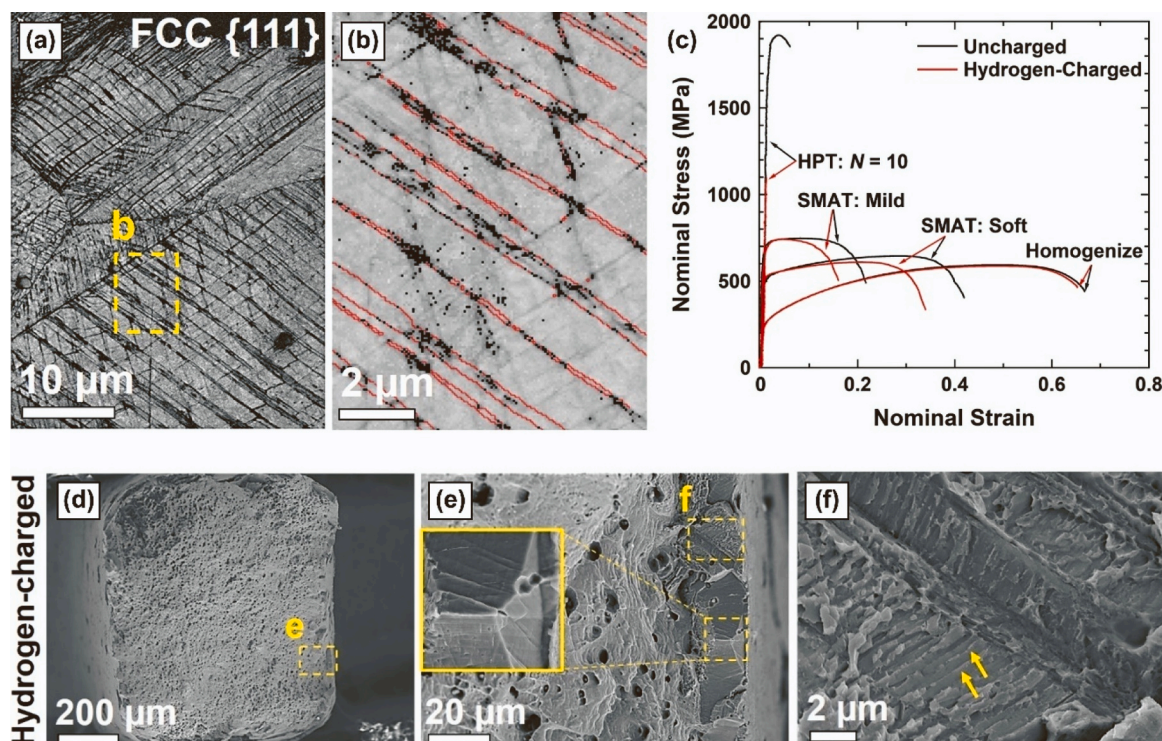 (a)
FCC {111}
b
10 µm
(b)
2 µm
(c)
Nominal Stress (MPa)
2000
1500
1000
500
0
Uncharged
Hydrogen-Charged
HPT: N = 10
SMAT: Mild
SMAT: Soft
Homogenize
0
0.2
0.4
0.6
0.8
Nominal Strain
Hydrogen-charged
(d)
e
200 µm
(e)
f
20 µm
(f)
2 µm